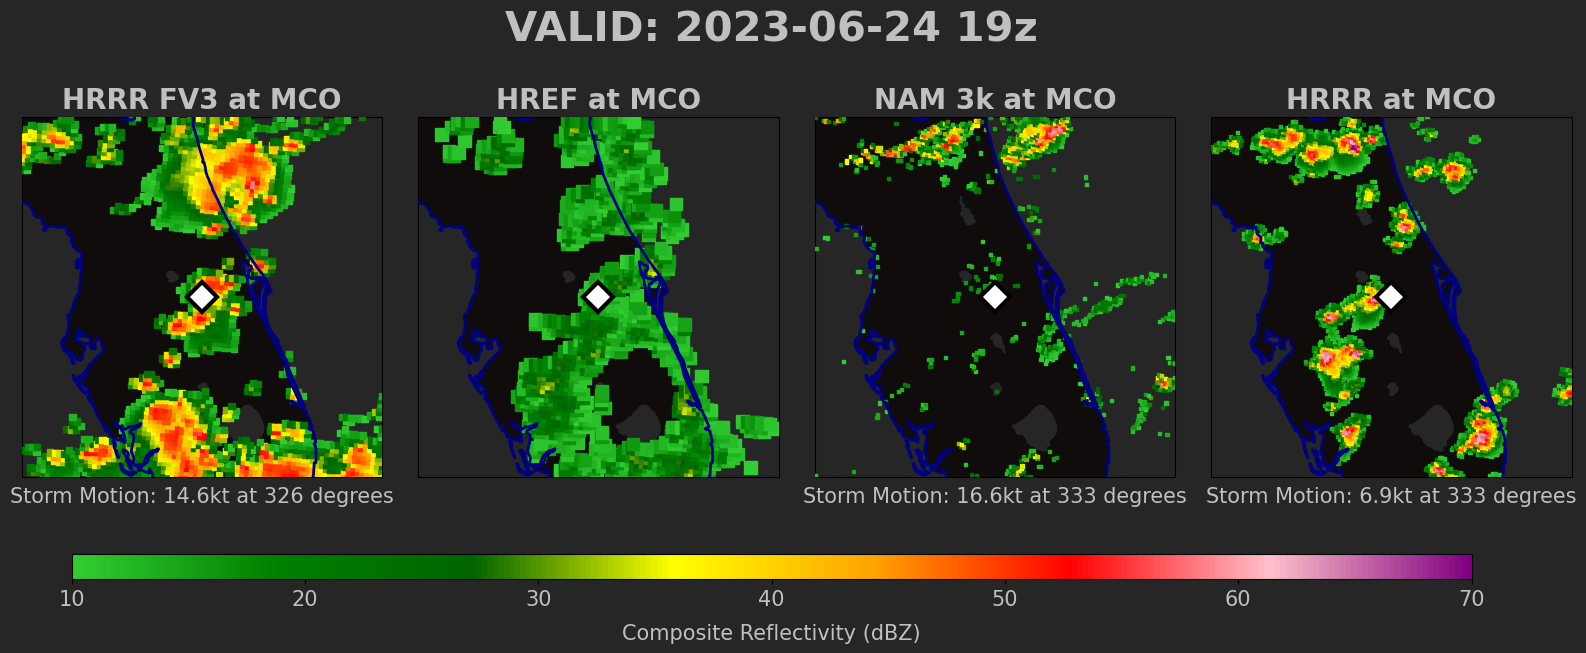 VALID: 2023-06-24 19z
HRRR FV3 at MCO
HREF at MCO
NAM 3k at MCO
HRRR at MCO
Storm Motion: 14.6kt at 326 degrees
Storm Motion: 16.6kt at 333 degrees
Storm Motion: 6.9kt at 333 degrees
10 20 30 40 50 60 70
Composite Reflectivity (dBZ)